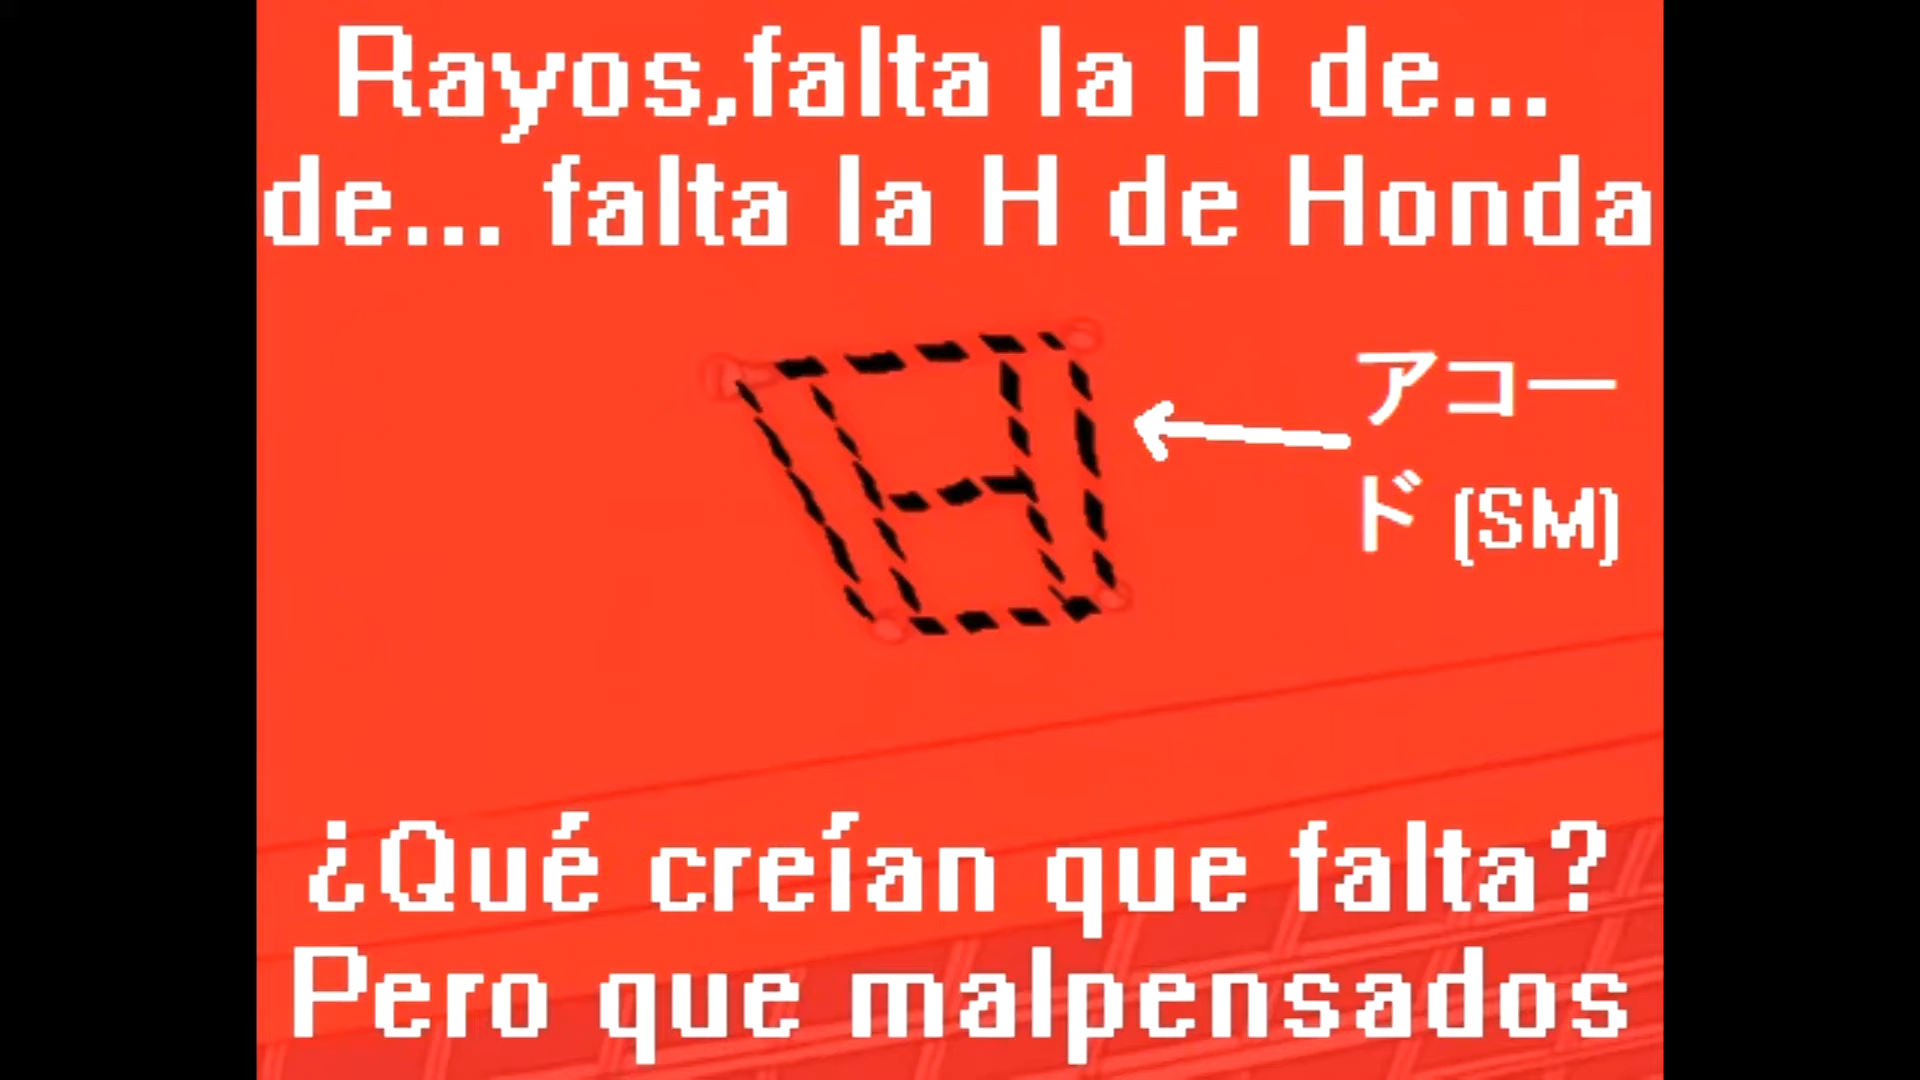 Rayos,falta la H de...
de... falta la H de Honda
アコー
ド (SM)
¿Qué creían que falta?
Pero que malpensados